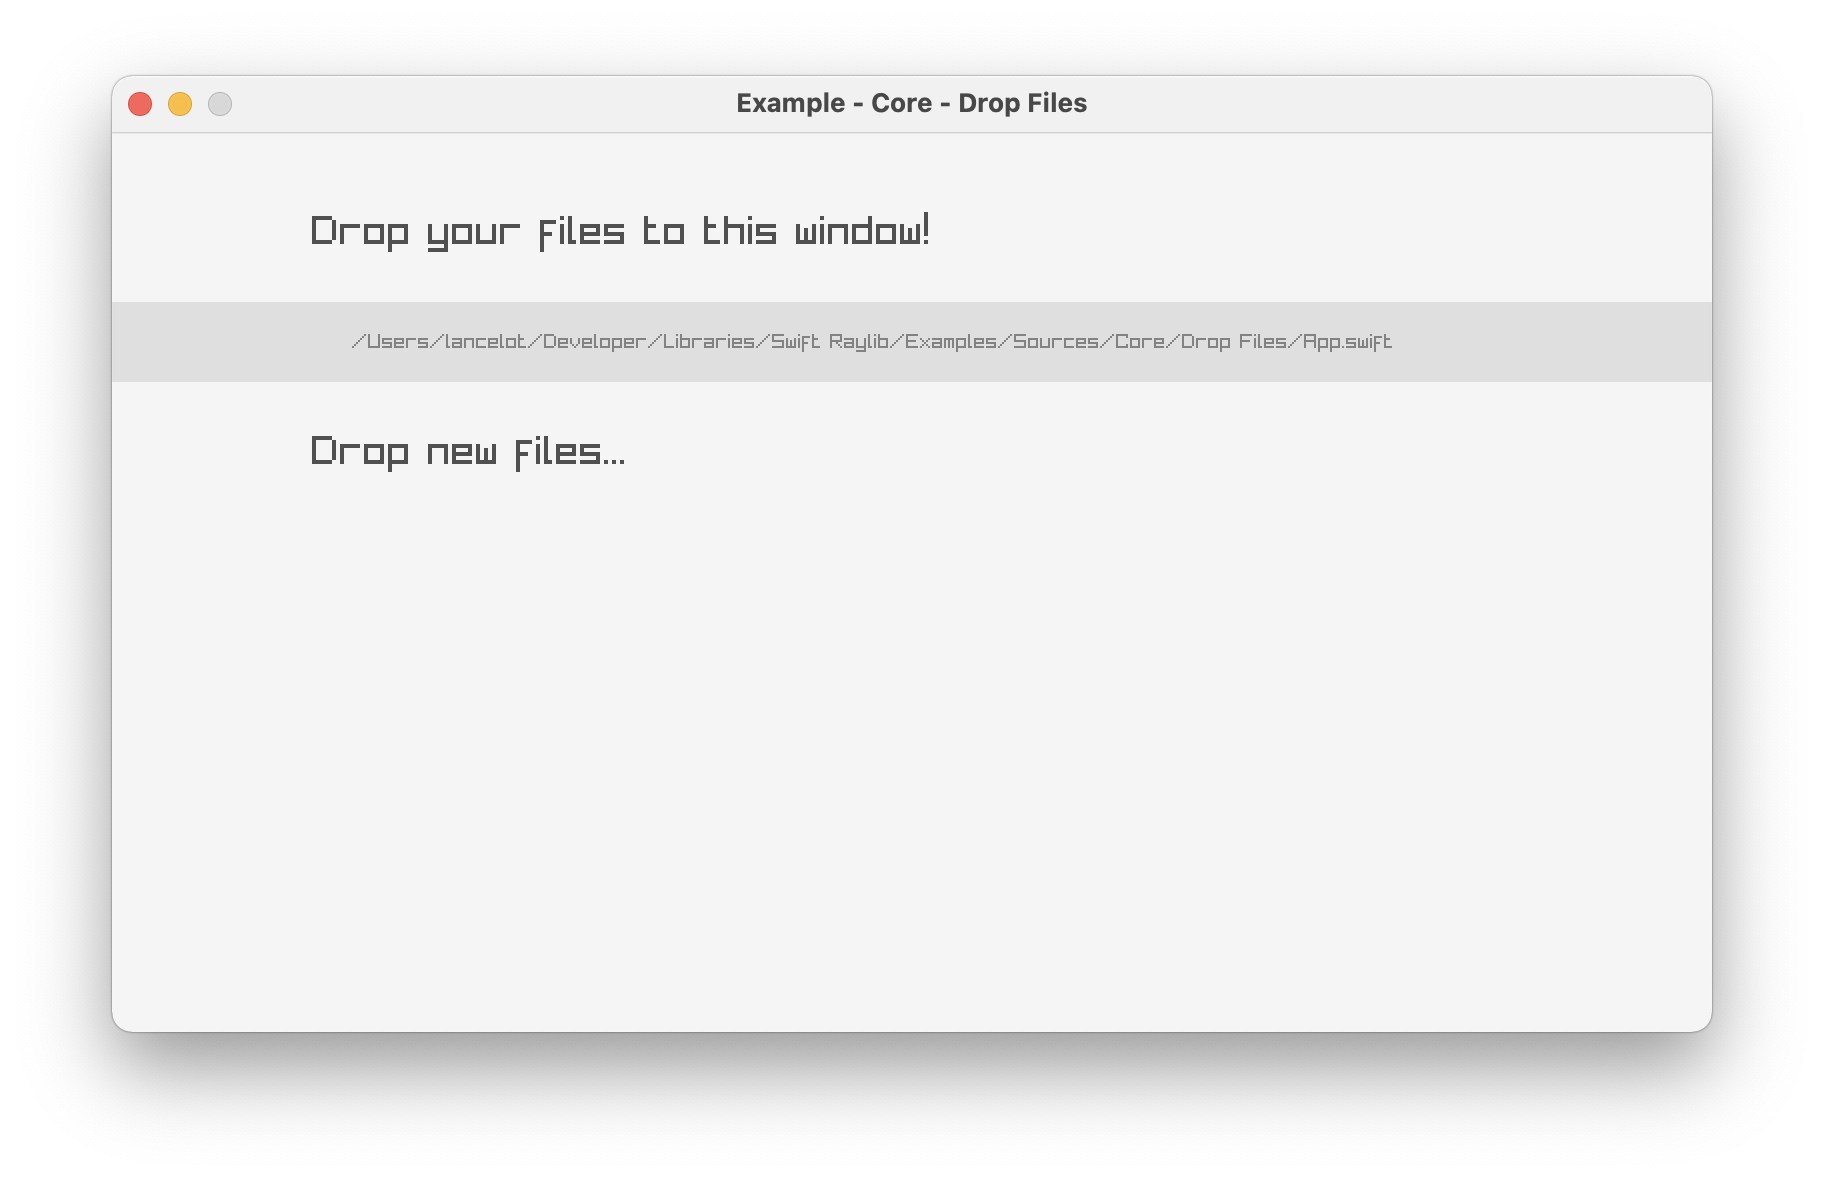 Example - Core - Drop Files
Drop your files to this window!
/Users/lancelot/Developer/Libraries/Swift Raylib/Examples/Sources/Core/Drop Files/App.swift
Drop new files...